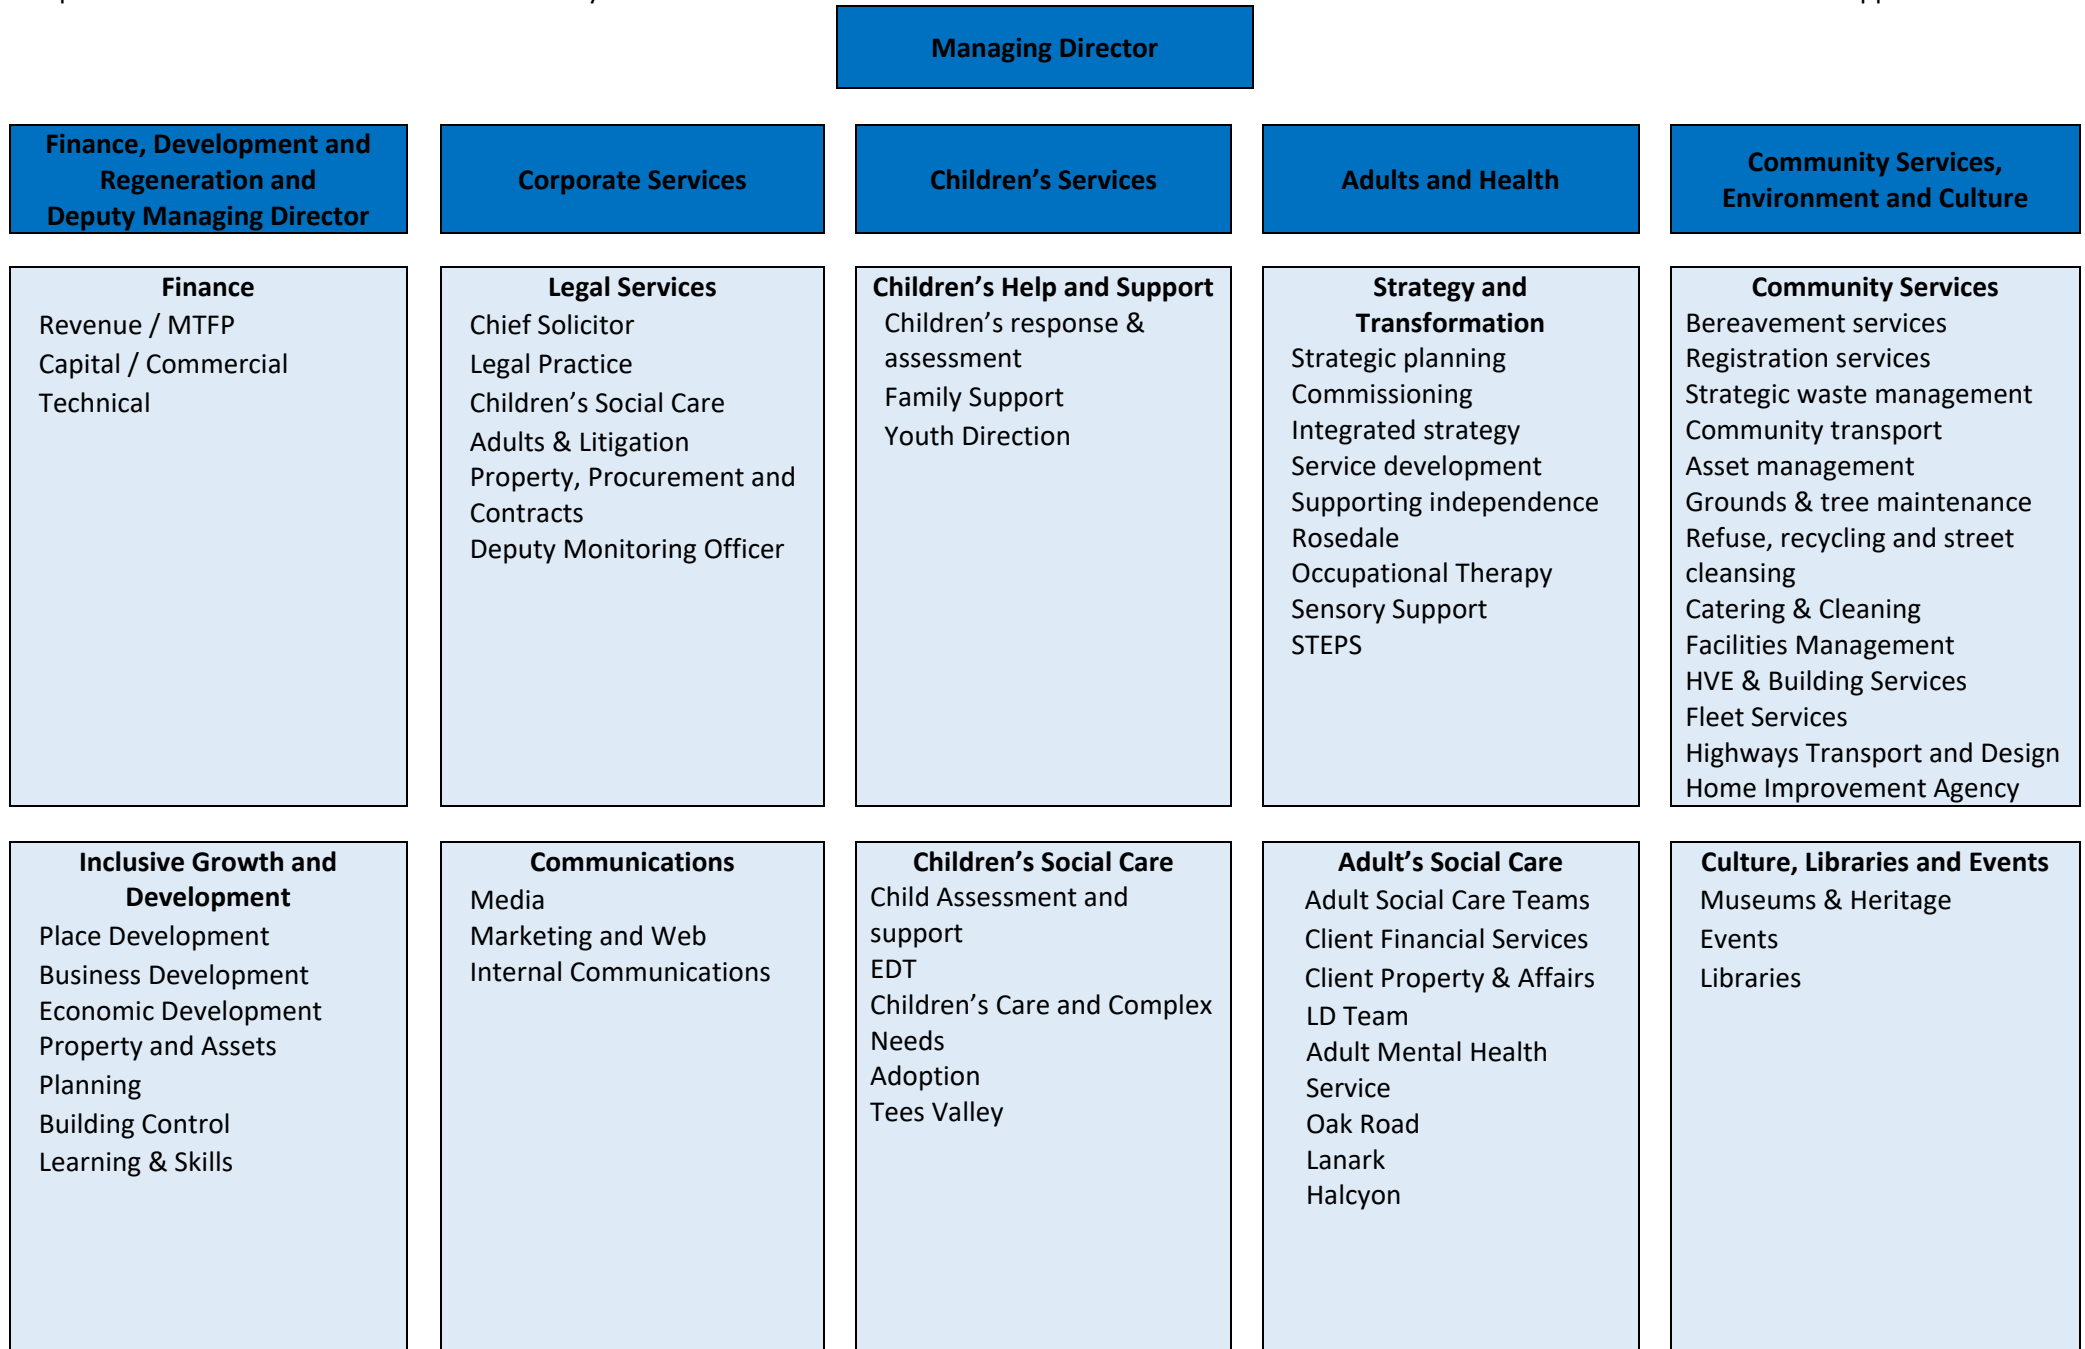 Managing Director
Finance, Development and
Regeneration and
Deputy Managing Director
Corporate Services
Children’s Services
Adults and Health
Community Services,
Environment and Culture
Finance
Revenue / MTFP
Capital / Commercial
Technical
Legal Services
Chief Solicitor
Legal Practice
Children’s Social Care
Adults & Litigation
Property, Procurement and
Contracts
Deputy Monitoring Officer
Children’s Help and Support
Children’s response &
assessment
Family Support
Youth Direction
Strategy and
Transformation
Strategic planning
Commissioning
Integrated strategy
Service development
Supporting independence
Rosedale
Occupational Therapy
Sensory Support
STEPS
Community Services
Bereavement services
Registration services
Strategic waste management
Community transport
Asset management
Grounds & tree maintenance
Refuse, recycling and street
cleansing
Catering & Cleaning
Facilities Management
HVE & Building Services
Fleet Services
Highways Transport and Design
Home Improvement Agency
Inclusive Growth and
Development
Place Development
Business Development
Economic Development
Property and Assets
Planning
Building Control
Learning & Skills
Communications
Media
Marketing and Web
Internal Communications
Children’s Social Care
Child Assessment and
support
EDT
Children’s Care and Complex
Needs
Adoption
Tees Valley
Adult’s Social Care
Adult Social Care Teams
Client Financial Services
Client Property & Affairs
LD Team
Adult Mental Health
Service
Oak Road
Lanark
Halcyon
Culture, Libraries and Events
Museums & Heritage
Events
Libraries